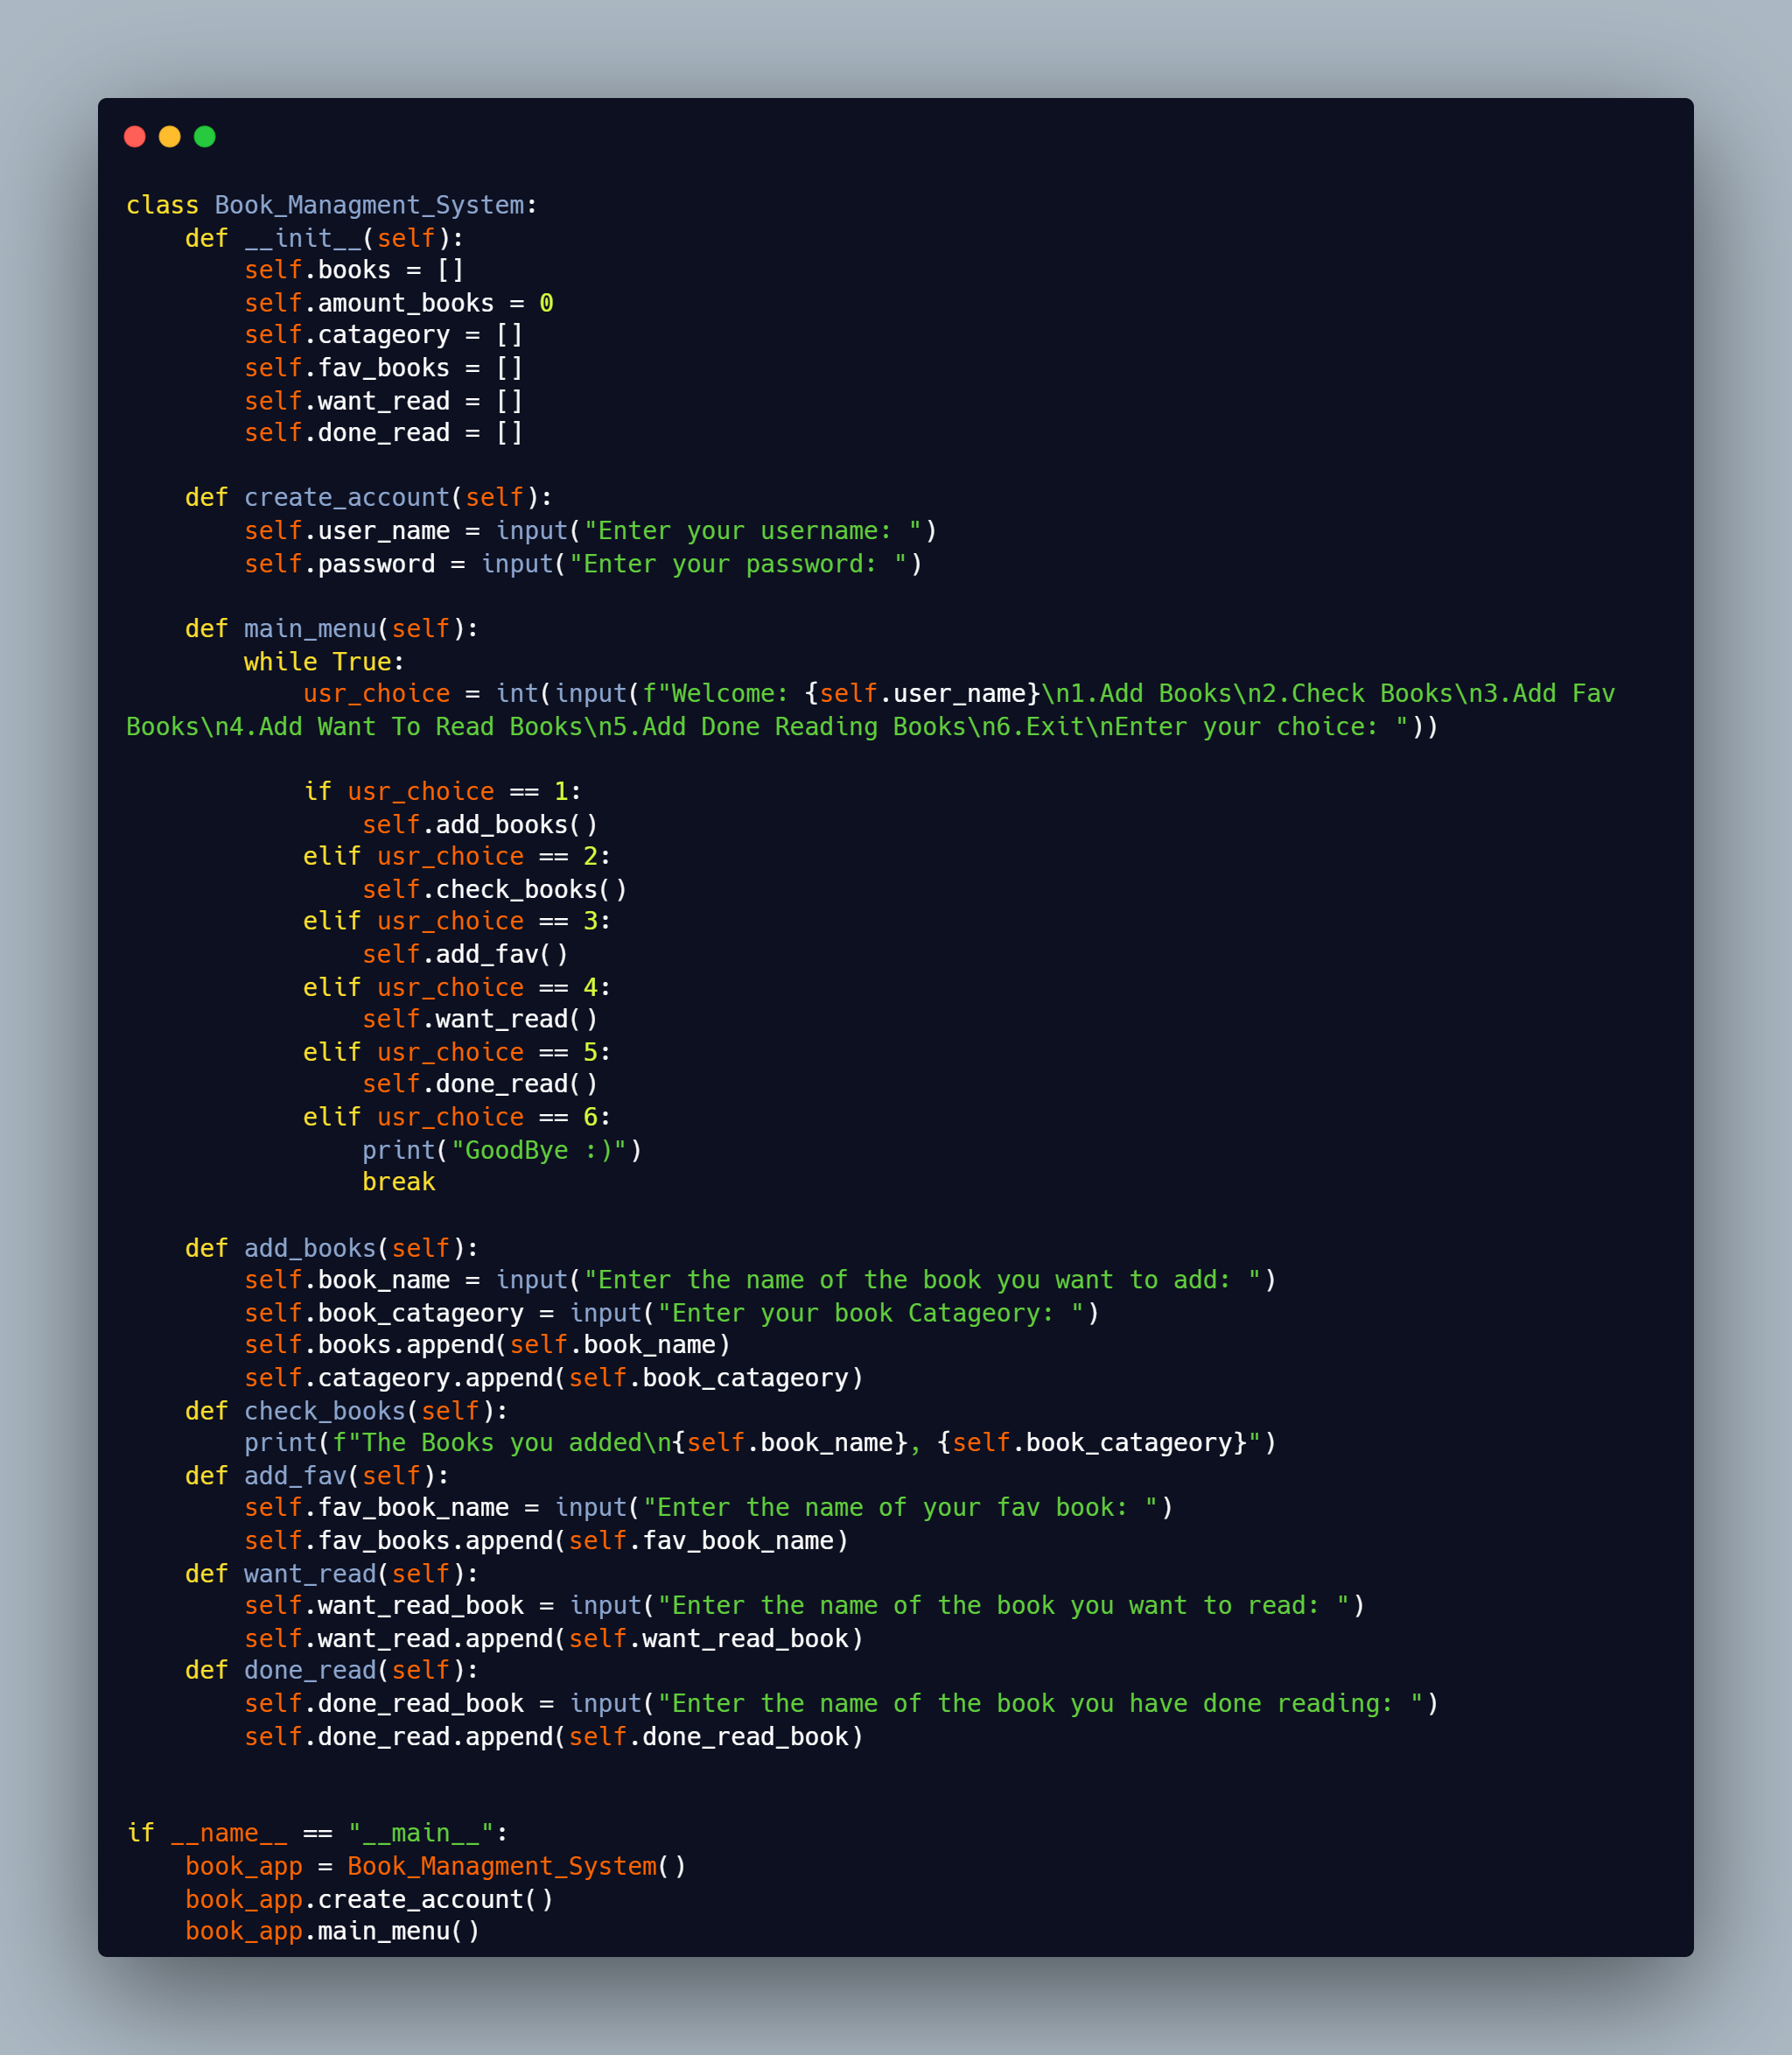 class Book_Managment_System:
    def __init__(self):
        self.books = []
        self.amount_books = 0
        self.catageory = []
        self.fav_books = []
        self.want_read = []
        self.done_read = []

    def create_account(self):
        self.user_name = input("Enter your username: ")
        self.password = input("Enter your password: ")

    def main_menu(self):
        while True:
            usr_choice = int(input(f"Welcome: {self.user_name}\n1.Add Books\n2.Check Books\n3.Add Fav
Books\n4.Add Want To Read Books\n5.Add Done Reading Books\n6.Exit\nEnter your choice: "))

            if usr_choice == 1:
                self.add_books()
            elif usr_choice == 2:
                self.check_books()
            elif usr_choice == 3:
                self.add_fav()
            elif usr_choice == 4:
                self.want_read()
            elif usr_choice == 5:
                self.done_read()
            elif usr_choice == 6:
                print("GoodBye :)")
                break

    def add_books(self):
        self.book_name = input("Enter the name of the book you want to add: ")
        self.book_catageory = input("Enter your book Catageory: ")
        self.books.append(self.book_name)
        self.catageory.append(self.book_catageory)
    def check_books(self):
        print(f"The Books you added\n{self.book_name}, {self.book_catageory}")
    def add_fav(self):
        self.fav_book_name = input("Enter the name of your fav book: ")
        self.fav_books.append(self.fav_book_name)
    def want_read(self):
        self.want_read_book = input("Enter the name of the book you want to read: ")
        self.want_read.append(self.want_read_book)
    def done_read(self):
        self.done_read_book = input("Enter the name of the book you have done reading: ")
        self.done_read.append(self.done_read_book)


if __name__ == "__main__":
    book_app = Book_Managment_System()
    book_app.create_account()
    book_app.main_menu()